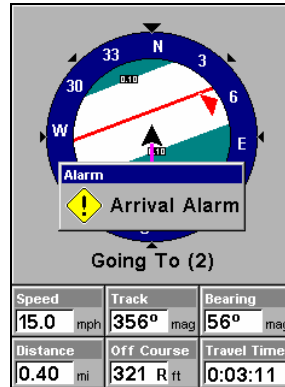 N
33
3
30
6
0.10
W
E
0.10
Alarm
Arrival Alarm
Going To (2)
Speed Track Bearing
15.0 mph 356º mag 56º mag
Distance Off Course Travel Time
0.40 mi 321 R ft 0:03:11